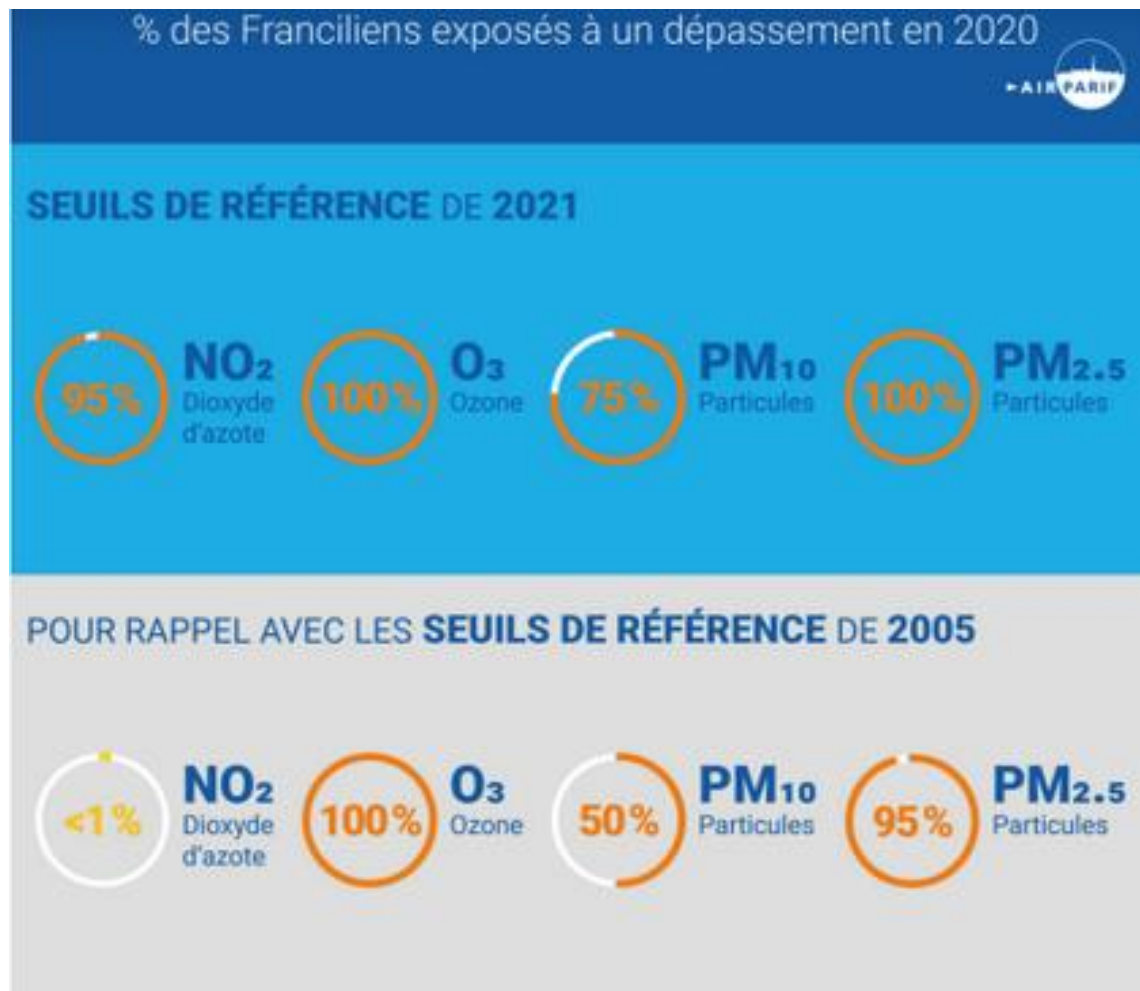 % des Franciliens exposés à un dépassement en 2020
AIRPARIF
SEUILS DE RÉFÉRENCE DE 2021
95%
NO₂
Dioxyde
d'azote
100%
O₃
Ozone
75%
PM₁₀
Particules
100%
PM₂.₅
Particules
POUR RAPPEL AVEC LES SEUILS DE RÉFÉRENCE DE 2005
<1%
NO₂
Dioxyde
d'azote
100%
O₃
Ozone
50%
PM₁₀
Particules
95%
PM₂.₅
Particules